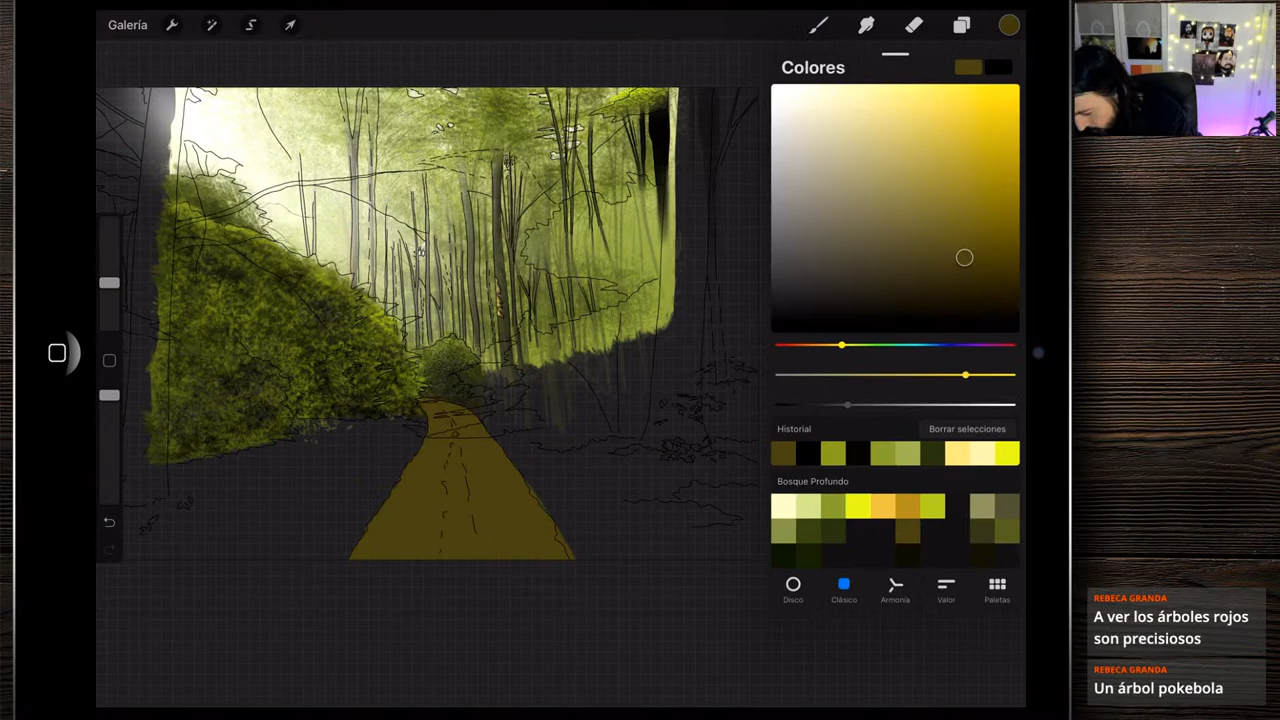 Galería
Colores
Historial
Borrar selecciones
Bosque Profundo
Disco
Clásico
Armonía
Valor
Paletas
REBECA GRANDA
A ver los árboles rojos
son precisiosos
REBECA GRANDA
Un árbol pokebola